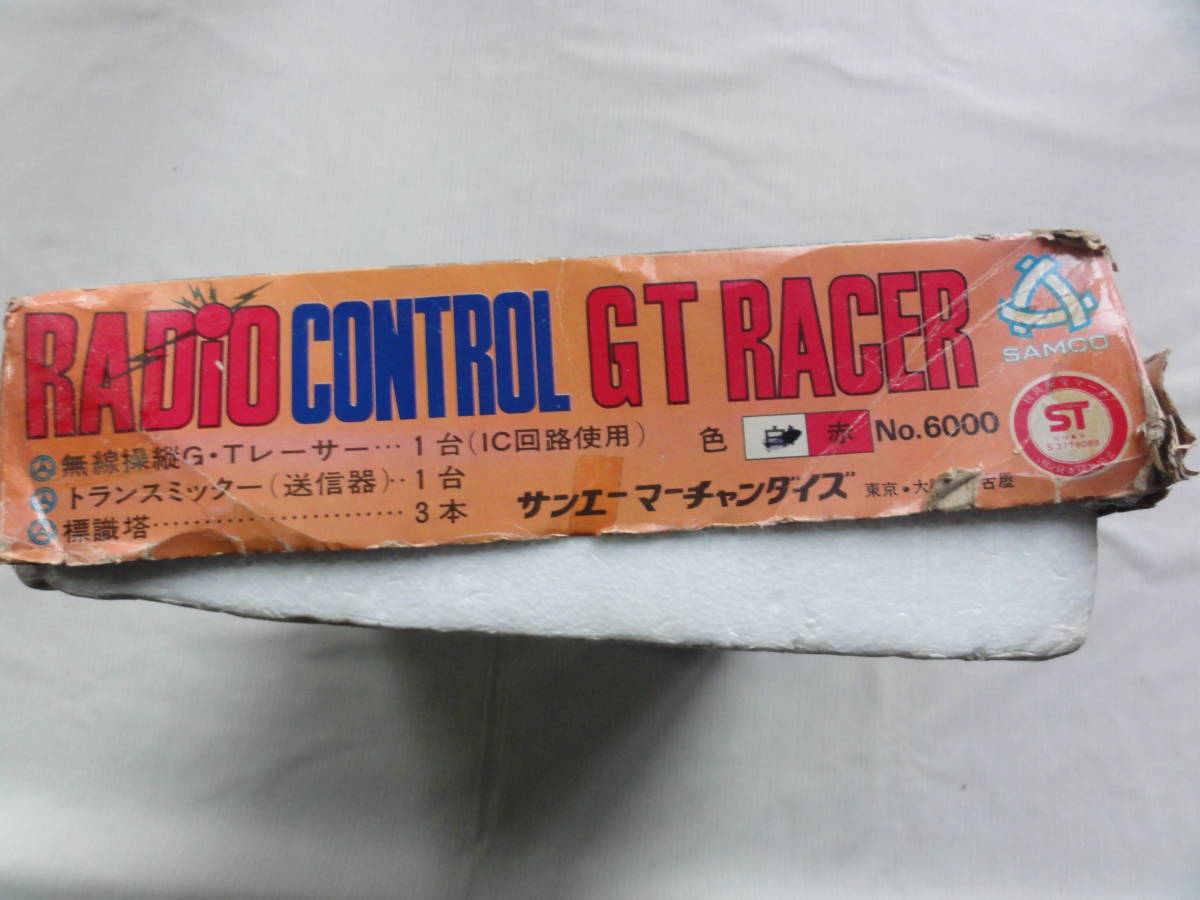 RADiO CONTROL GT RACER
SAMCO
無線操縦G・Tレーサー… 1台(IC回路使用)
色 白 赤 No.6000
トランスミッター(送信器)‥1台
標識塔…………………… 3本
サンエーマーチャンダイズ 東京・大 古屋
ST